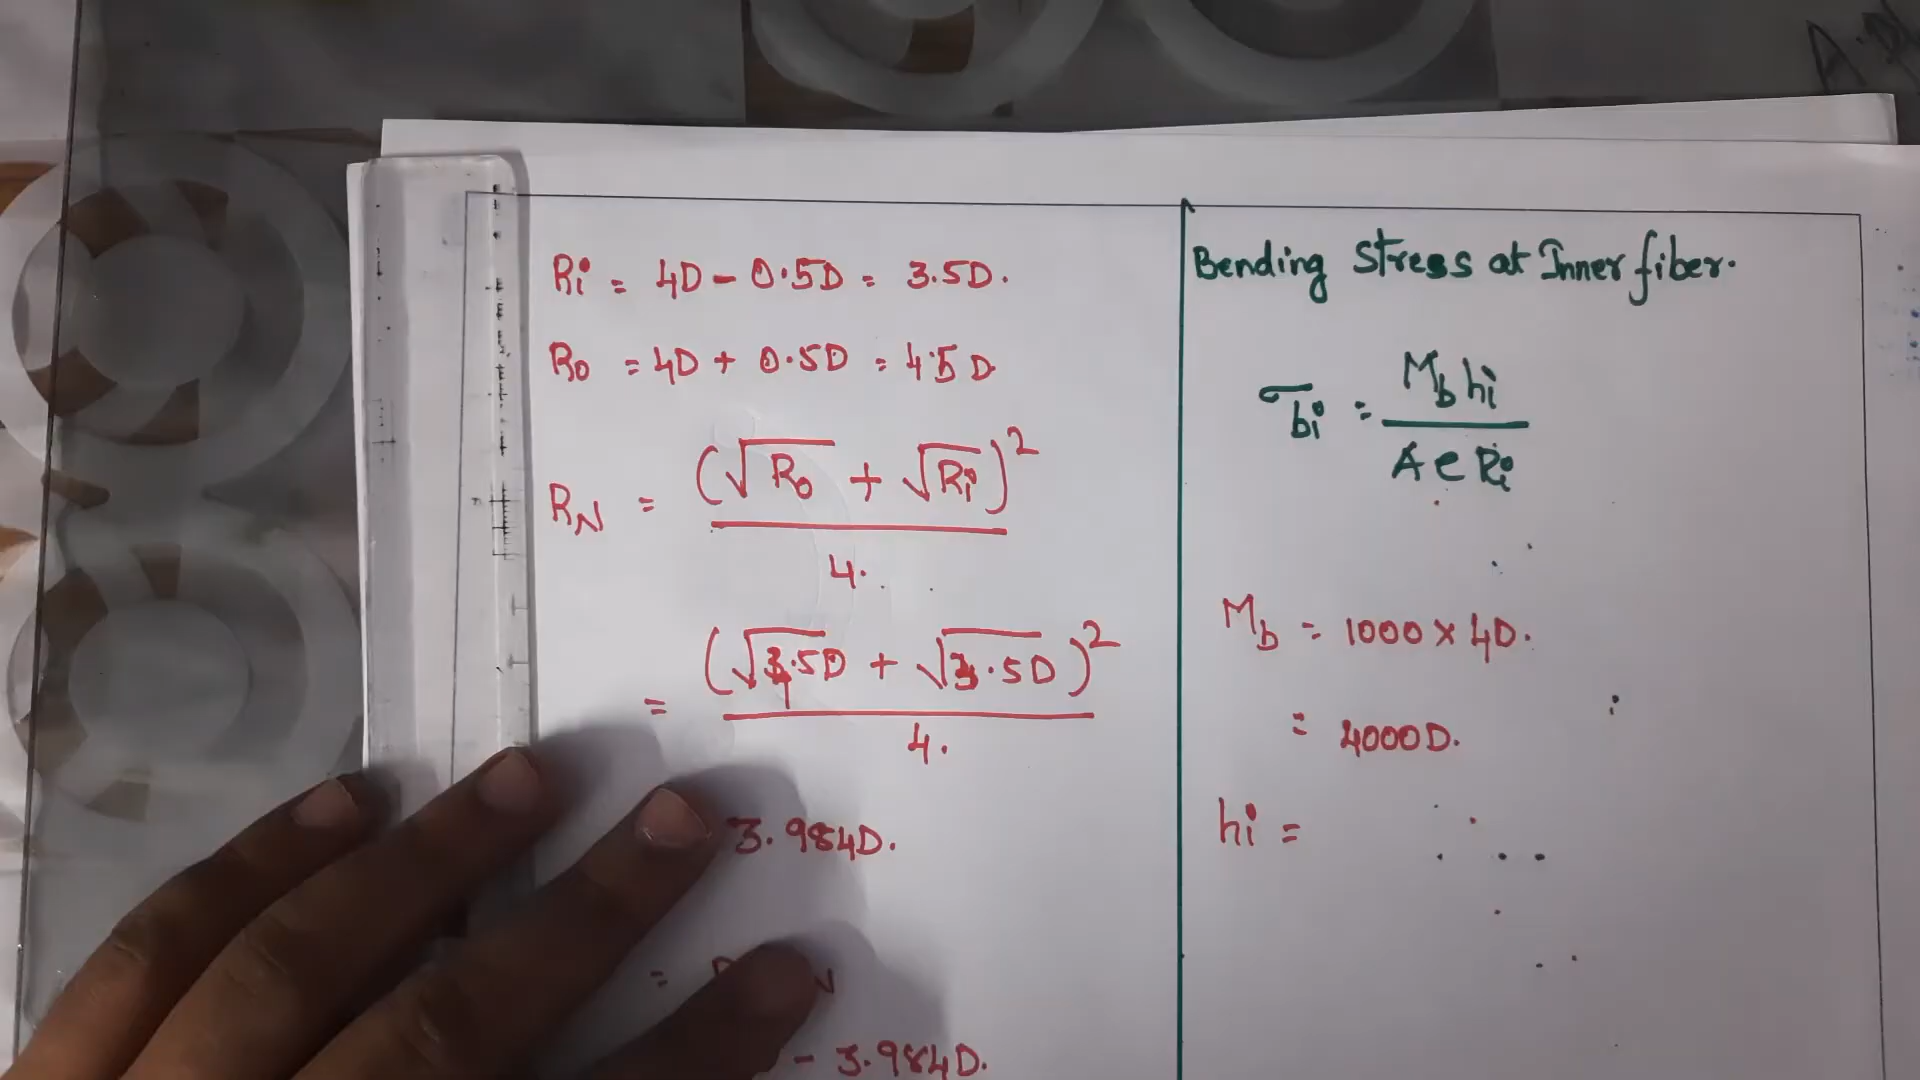 Ri = 4D - 0.5D = 3.5D.
Ro = 4D + 0.5D = 4.5D
RN = (√Ro + √Ri)²
4.
= (√4.5D + √3.5D)²
4.
3.984D.
=
- 3.984D.
Bending Stress at Inner fiber.
σbi = Mb hi
A e Ri
Mb = 1000 × 4D.
= 4000D.
hi =